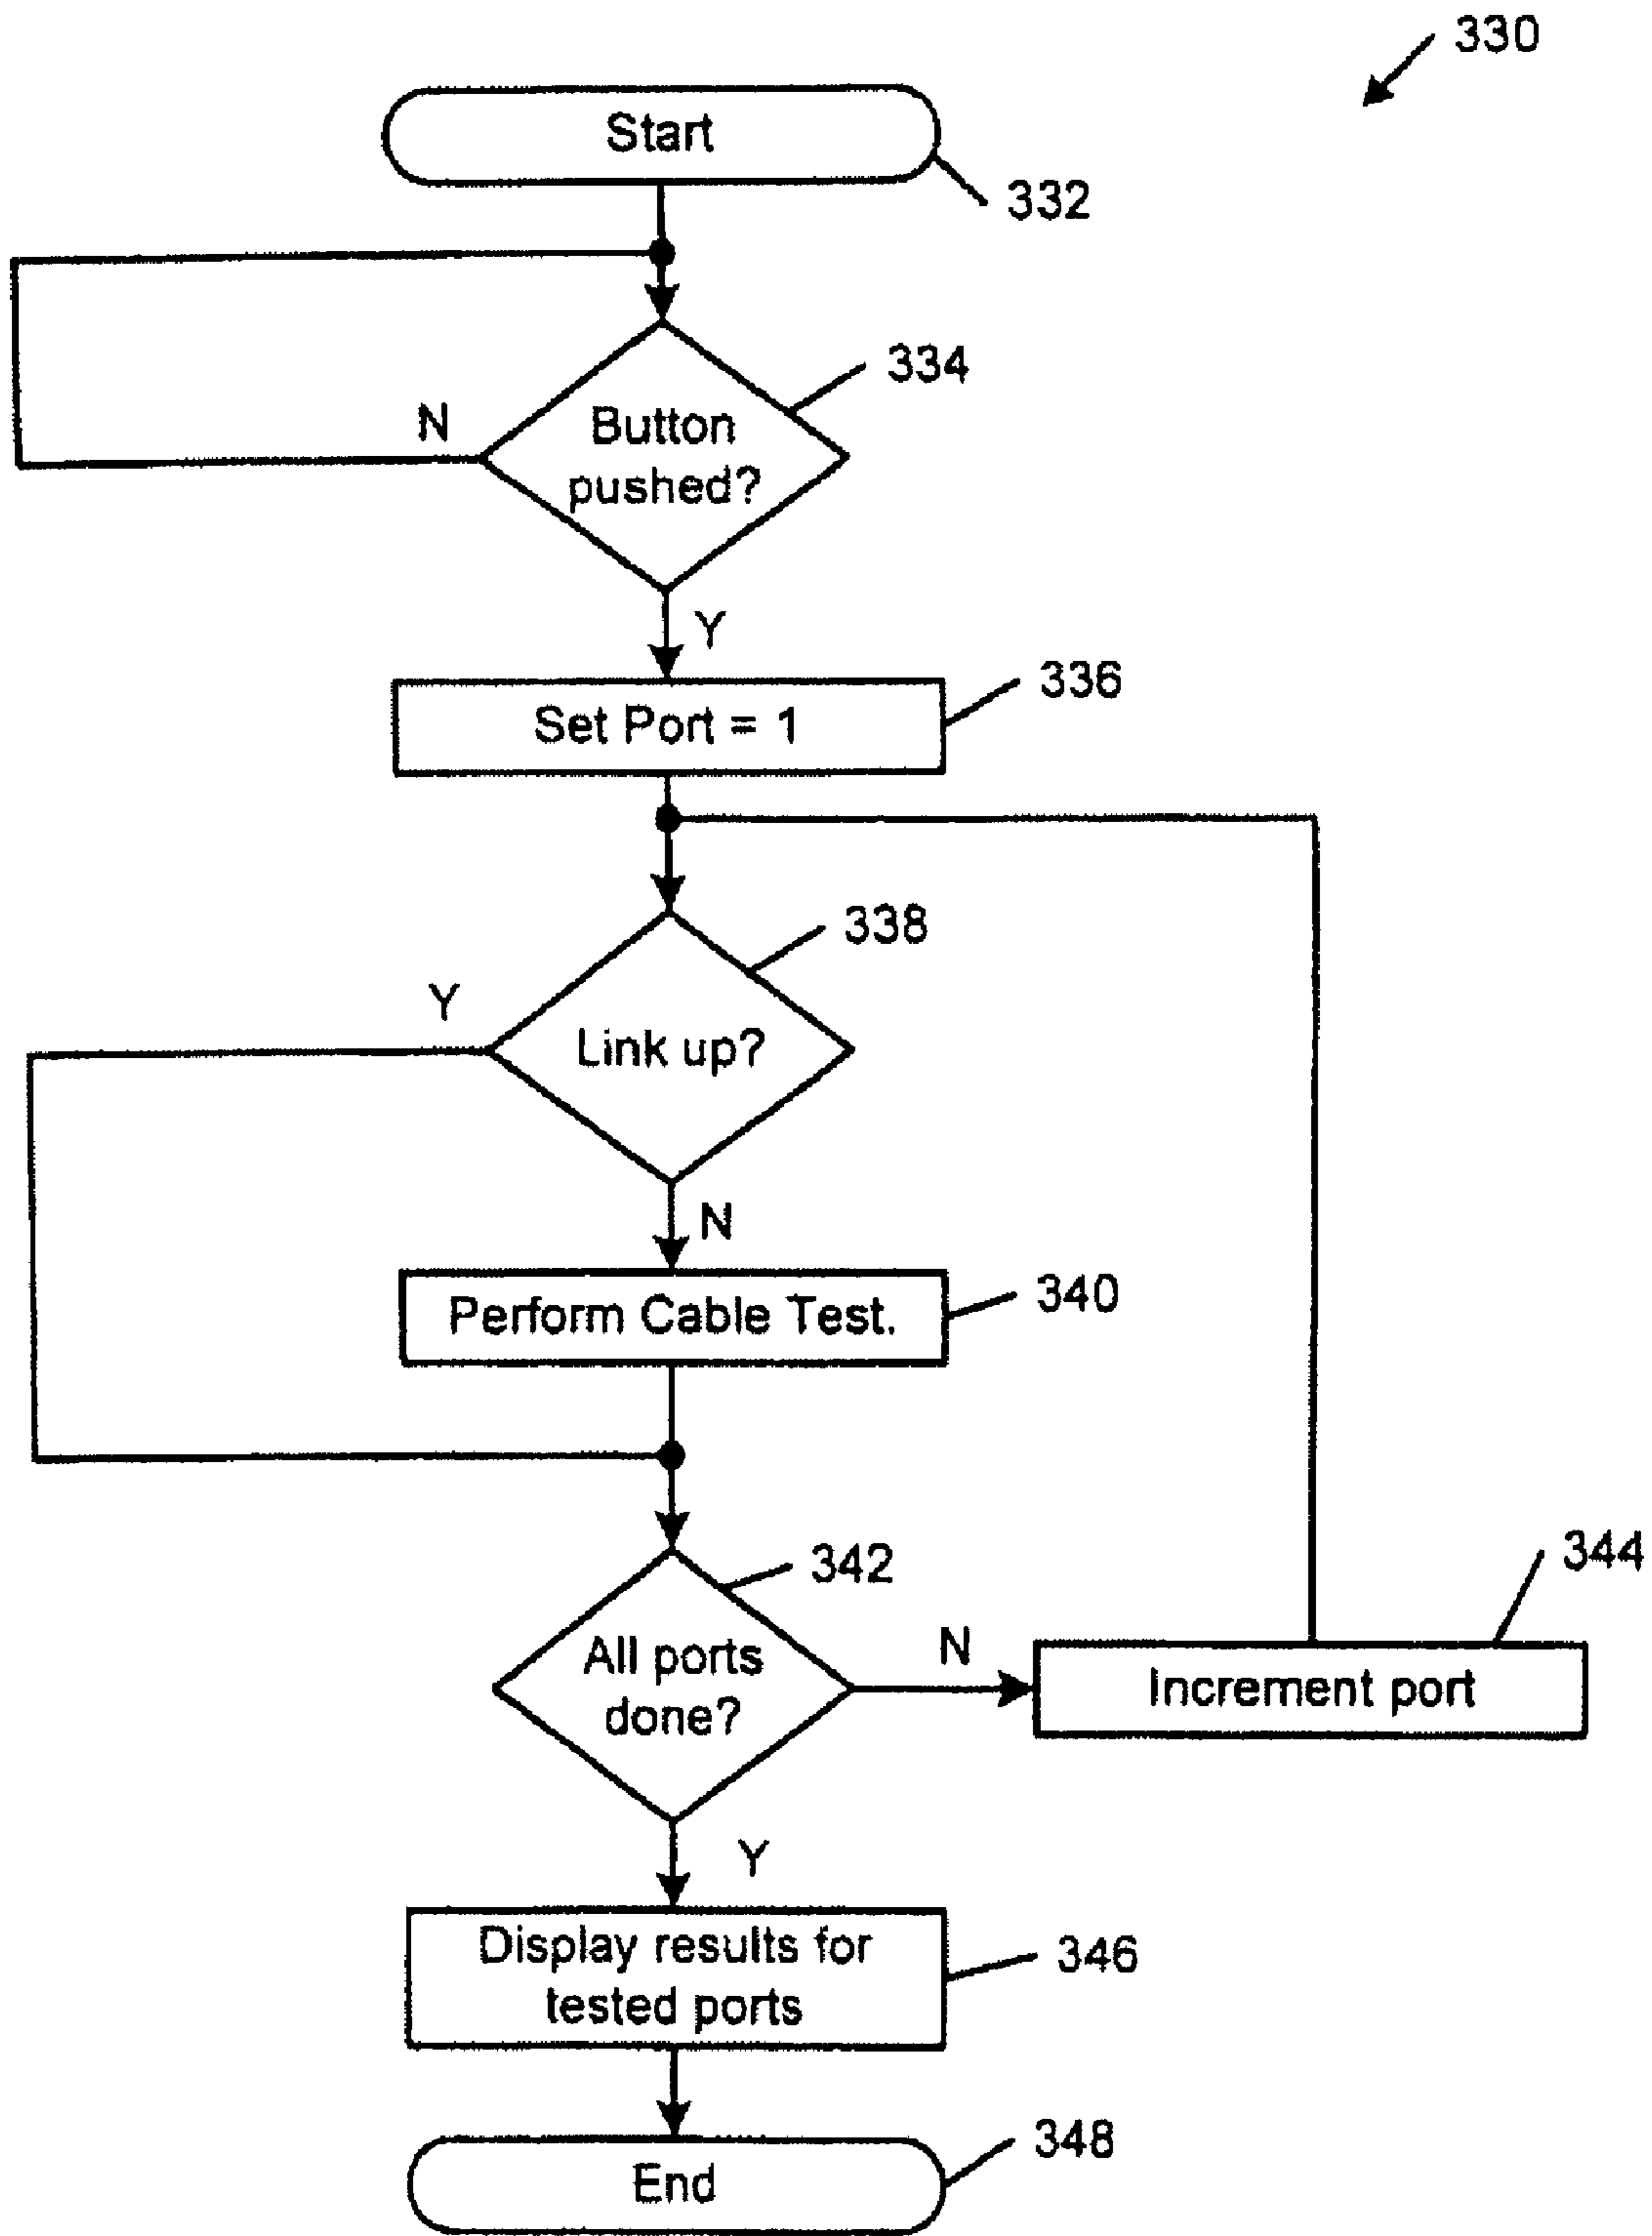 330
Start
332
334
N
Button
pushed?
Y
336
Set Port = 1
338
Y
Link up?
N
340
Perform Cable Test.
342
344
All ports
done?
N
Increment port
Y
Display results for
tested ports
346
348
End